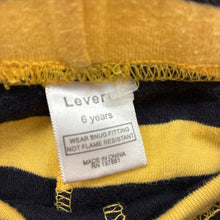 Lever
6 years
WEAR SNUG FITTING
NOT FLAME RESISTANT
MADE IN CHINA